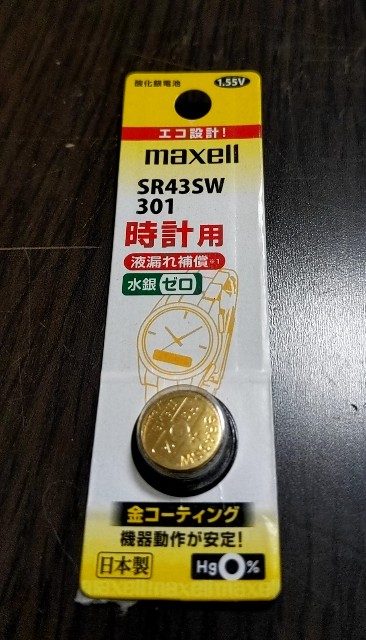 酸化銀電池 1.55V
エコ設計!
maxell
SR43SW
301
時計用
液漏れ補償※1
水銀ゼロ
金コーティング
機器動作が安定!
日本製 Hg0%
maxell